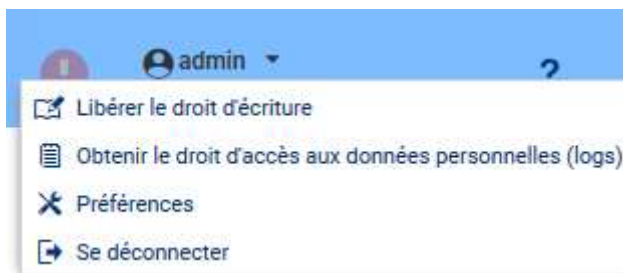 admin
?
Libérer le droit d'écriture
Obtenir le droit d'accès aux données personnelles (logs)
Préférences
Se déconnecter